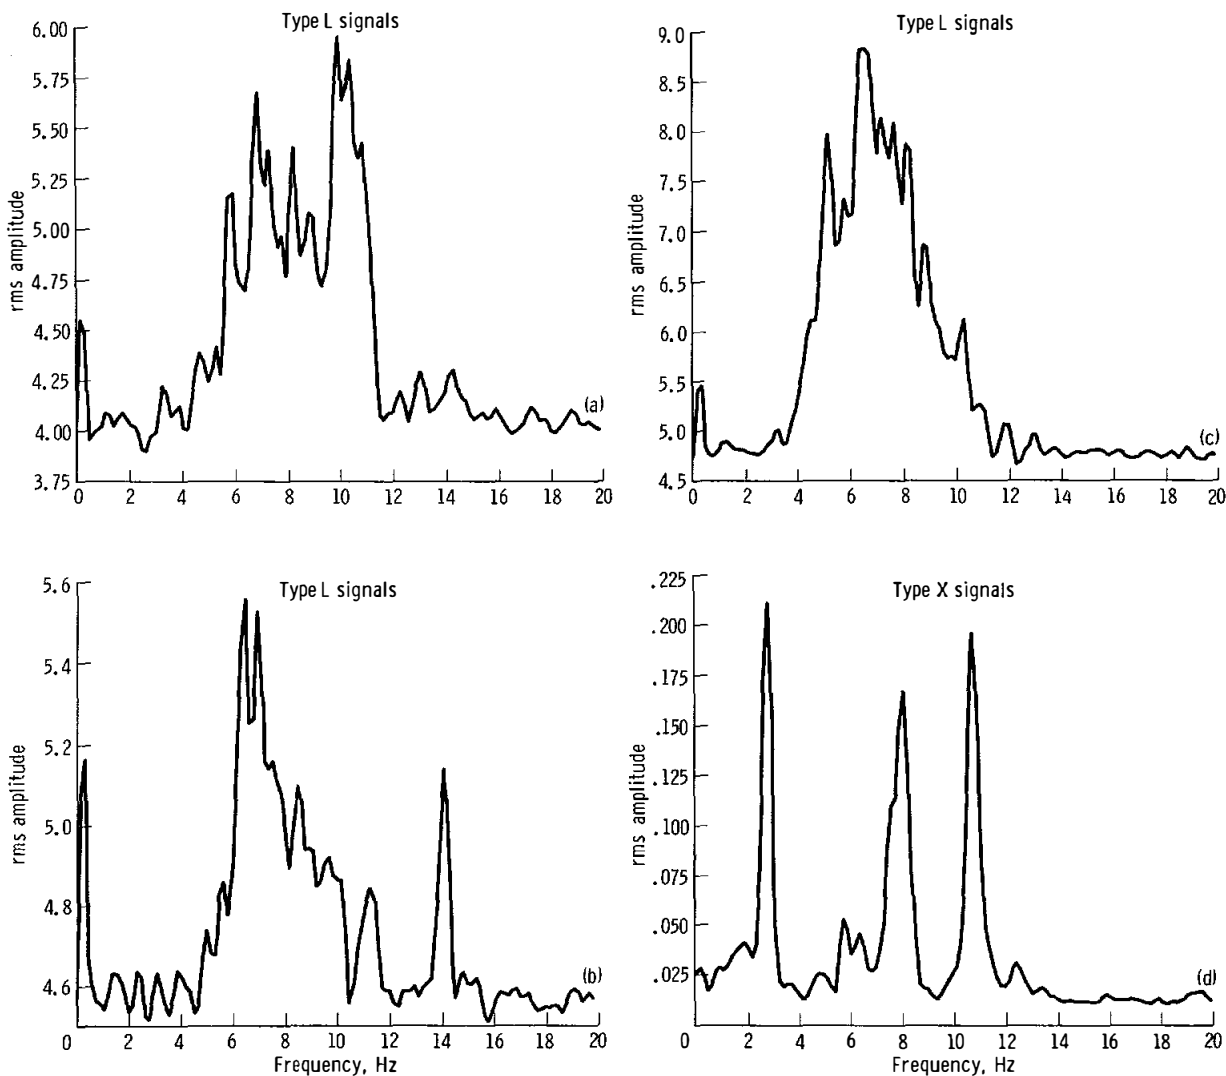 Type L signals
6.00
5.75
5.50
5.25
5.00
4.75
4.50
4.25
4.00
3.75
rms amplitude
(a)
0 2 4 6 8 10 12 14 16 18 20
Type L signals
9.0
8.5
8.0
7.5
7.0
6.5
6.0
5.5
5.0
4.5
rms amplitude
(c)
0 2 4 6 8 10 12 14 16 18 20
Type L signals
5.6
5.4
5.2
5.0
4.8
4.6
rms amplitude
(b)
0 2 4 6 8 10 12 14 16 18 20
Frequency, Hz
Type X signals
.225
.200
.175
.150
.125
.100
.075
.050
.025
rms amplitude
(d)
0 2 4 6 8 10 12 14 16 18 20
Frequency, Hz